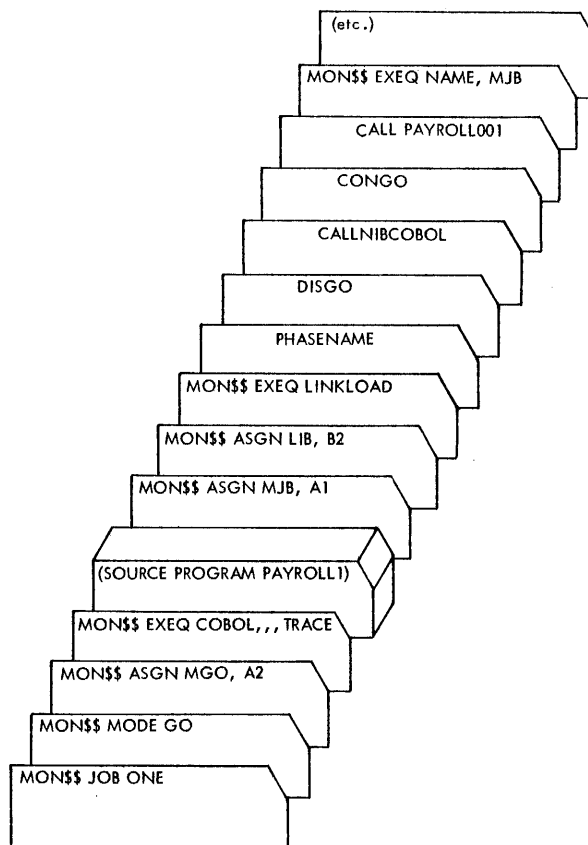 (etc.)
MON$$ EXEQ NAME, MJB
CALL PAYROLL001
CONGO
CALLNIBCOBOL
DISGO
PHASENAME
MON$$ EXEQ LINKLOAD
MON$$ ASGN LIB, B2
MON$$ ASGN MJB, A1
(SOURCE PROGRAM PAYROLL1)
MON$$ EXEQ COBOL,,, TRACE
MON$$ ASGN MGO, A2
MON$$ MODE GO
MON$$ JOB ONE